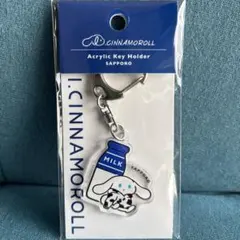 I.CINNAMOROLL
Acrylic Key Holder
SAPPORO
I.CINNAMOROLL
MILK